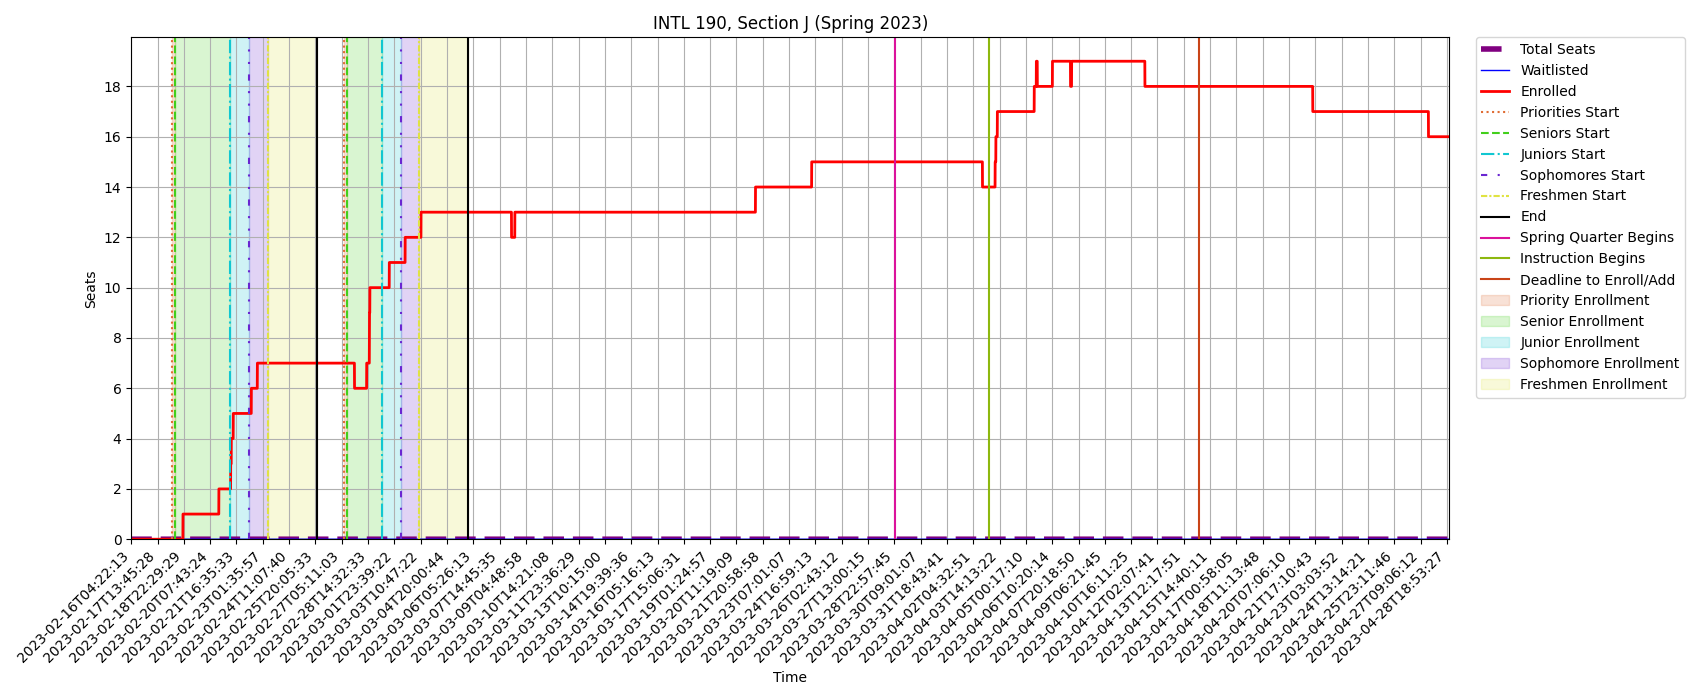 INTL 190, Section J (Spring 2023)
Seats
18
16
14
12
10
8
6
4
2
0
2023-02-16T04:22:13
2023-02-17T13:45:28
2023-02-18T22:29:29
2023-02-20T07:43:24
2023-02-21T16:35:33
2023-02-23T01:35:57
2023-02-24T11:07:40
2023-02-25T20:05:33
2023-02-27T05:11:03
2023-02-28T14:32:33
2023-03-01T23:39:22
2023-03-03T10:47:22
2023-03-04T20:00:44
2023-03-06T05:26:13
2023-03-07T14:45:35
2023-03-09T04:48:58
2023-03-10T14:21:08
2023-03-11T23:36:29
2023-03-13T10:15:00
2023-03-14T19:39:36
2023-03-16T05:16:13
2023-03-17T15:06:31
2023-03-19T01:24:57
2023-03-20T11:19:09
2023-03-21T20:58:58
2023-03-23T07:01:07
2023-03-24T16:59:13
2023-03-26T02:43:12
2023-03-27T13:00:15
2023-03-28T22:57:45
2023-03-30T09:01:07
2023-03-31T18:43:41
2023-04-02T04:32:51
2023-04-03T14:13:22
2023-04-05T00:17:10
2023-04-06T10:20:14
2023-04-07T20:18:50
2023-04-09T06:21:45
2023-04-10T16:11:25
2023-04-12T02:07:41
2023-04-13T12:17:51
2023-04-15T14:40:11
2023-04-17T00:58:05
2023-04-18T11:13:48
2023-04-20T07:06:10
2023-04-21T17:10:43
2023-04-23T03:03:52
2023-04-24T13:14:21
2023-04-25T23:11:46
2023-04-27T09:06:12
2023-04-28T18:53:27
Time
Total Seats
Waitlisted
Enrolled
Priorities Start
Seniors Start
Juniors Start
Sophomores Start
Freshmen Start
End
Spring Quarter Begins
Instruction Begins
Deadline to Enroll/Add
Priority Enrollment
Senior Enrollment
Junior Enrollment
Sophomore Enrollment
Freshmen Enrollment